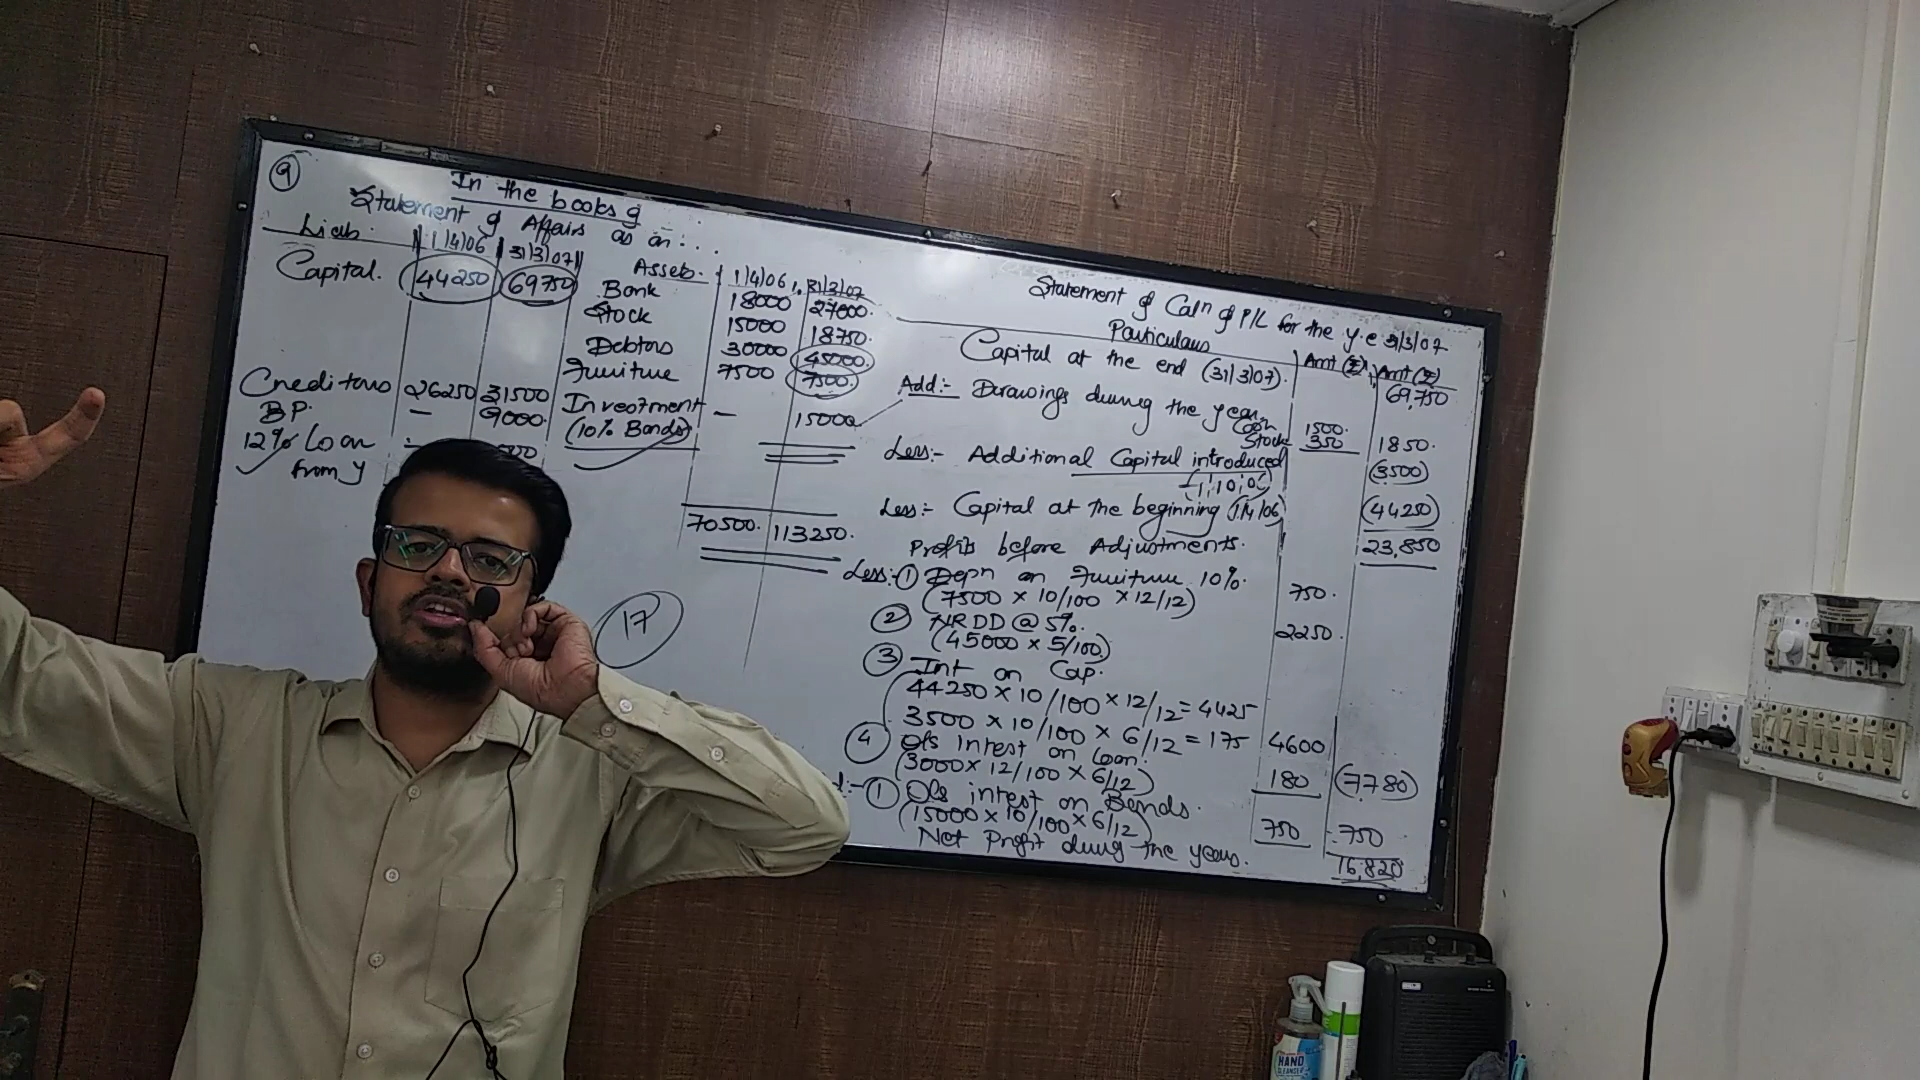 9
In the books of
Statement of Affairs as on:...
Liab. 1/4/06 31/3/07
Assets. 1/4/06 31/3/07
Capital. 44250 69750
Bank 18000 27000.
Stock 15000 18750.
Debtors 30000 45000.
Furniture 7500 7500.
Creditors 26250 31500
Investment — 15000
(10% Bonds)
B.P. — 9000.
12% Loan
from Y
70500. 113250.
17
Statement of Caln of P/L for the y.e 31/3/07
Particulars Amt (₹) Amt (₹)
Capital at the end (31/3/07). 69,750
Add:- Drawings during the year
Cash 1500.
Stock 350 1850.
Less:- Additional Capital introduced (3500)
(1/10/06)
Less:- Capital at the beginning (1/4/06) (44250)
Profit before Adjustments. 23,850
Less:- ① Depn on Furniture 10%. 750.
(7500 × 10/100 × 12/12)
② NRDD @ 5%. 2250.
(45000 × 5/100)
③ Int on Cap.
44250 × 10/100 × 12/12 = 4425
3500 × 10/100 × 6/12 = 175 4600
④ O/s Intrest on Loan.
(3000 × 12/100 × 6/12) 180 (7780)
① O/s intrest on Bonds.
(15000 × 10/100 × 6/12) 750 750
Net Profit during the years. 16,820
HAND
CLEANSER